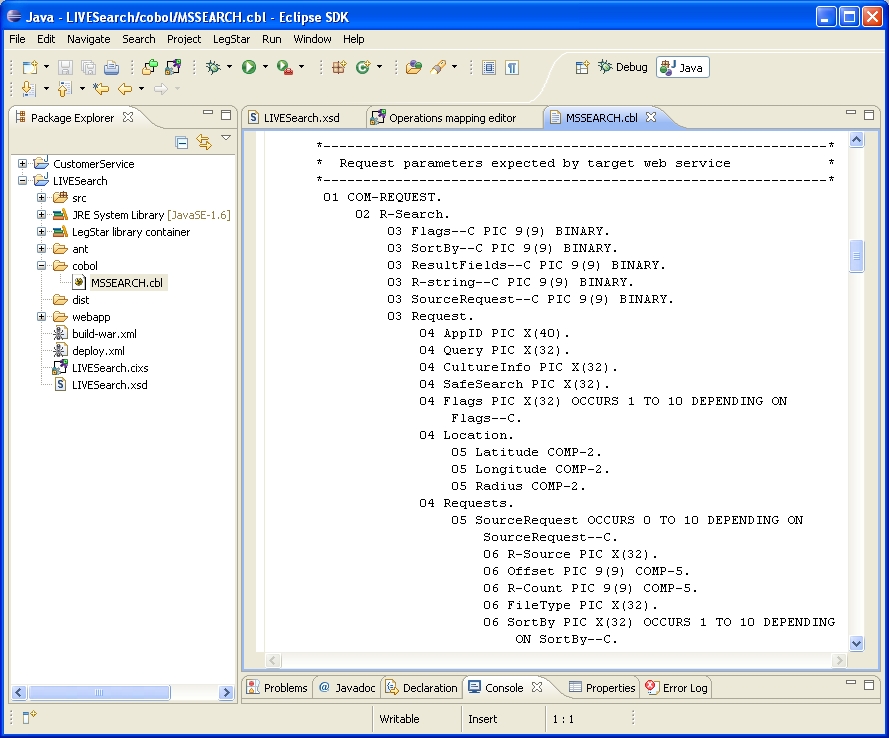 Java - LIVESearch/cobol/MSSEARCH.cbl - Eclipse SDK
File Edit Navigate Search Project LegStar Run Window Help
Debug Java
Package Explorer
LIVESearch.xsd Operations mapping editor MSSEARCH.cbl
CustomerService
LIVESearch
src
JRE System Library [JavaSE-1.6]
LegStar library container
ant
cobol
MSSEARCH.cbl
dist
webapp
build-war.xml
deploy.xml
LIVESearch.cixs
LIVESearch.xsd
*---------------------------------------------------------------*
* Request parameters expected by target web service *
*---------------------------------------------------------------*
01 COM-REQUEST.
02 R-Search.
03 Flags--C PIC 9(9) BINARY.
03 SortBy--C PIC 9(9) BINARY.
03 ResultFields--C PIC 9(9) BINARY.
03 R-string--C PIC 9(9) BINARY.
03 SourceRequest--C PIC 9(9) BINARY.
03 Request.
04 AppID PIC X(40).
04 Query PIC X(32).
04 CultureInfo PIC X(32).
04 SafeSearch PIC X(32).
04 Flags PIC X(32) OCCURS 1 TO 10 DEPENDING ON
Flags--C.
04 Location.
05 Latitude COMP-2.
05 Longitude COMP-2.
05 Radius COMP-2.
04 Requests.
05 SourceRequest OCCURS 0 TO 10 DEPENDING ON
SourceRequest--C.
06 R-Source PIC X(32).
06 Offset PIC 9(9) COMP-5.
06 R-Count PIC 9(9) COMP-5.
06 FileType PIC X(32).
06 SortBy PIC X(32) OCCURS 1 TO 10 DEPENDING
ON SortBy--C.
Problems @ Javadoc Declaration Console Properties Error Log
Writable Insert 1 : 1